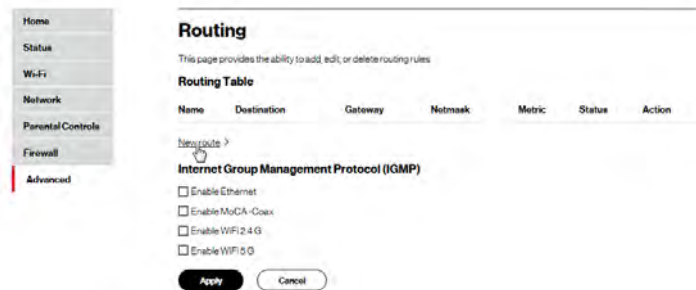 Home
Status
Wi-Fi
Network
Parental Controls
Firewall
Advanced
Routing
This page provides the ability to add, edit, or delete routing rules
Routing Table
Name Destination Gateway Netmask Metric Status Action
New route >
Internet Group Management Protocol (IGMP)
Enable Ethernet
Enable MoCA-Coax
Enable WiFi 2.4 G
Enable WIFI 5 G
Apply Cancel